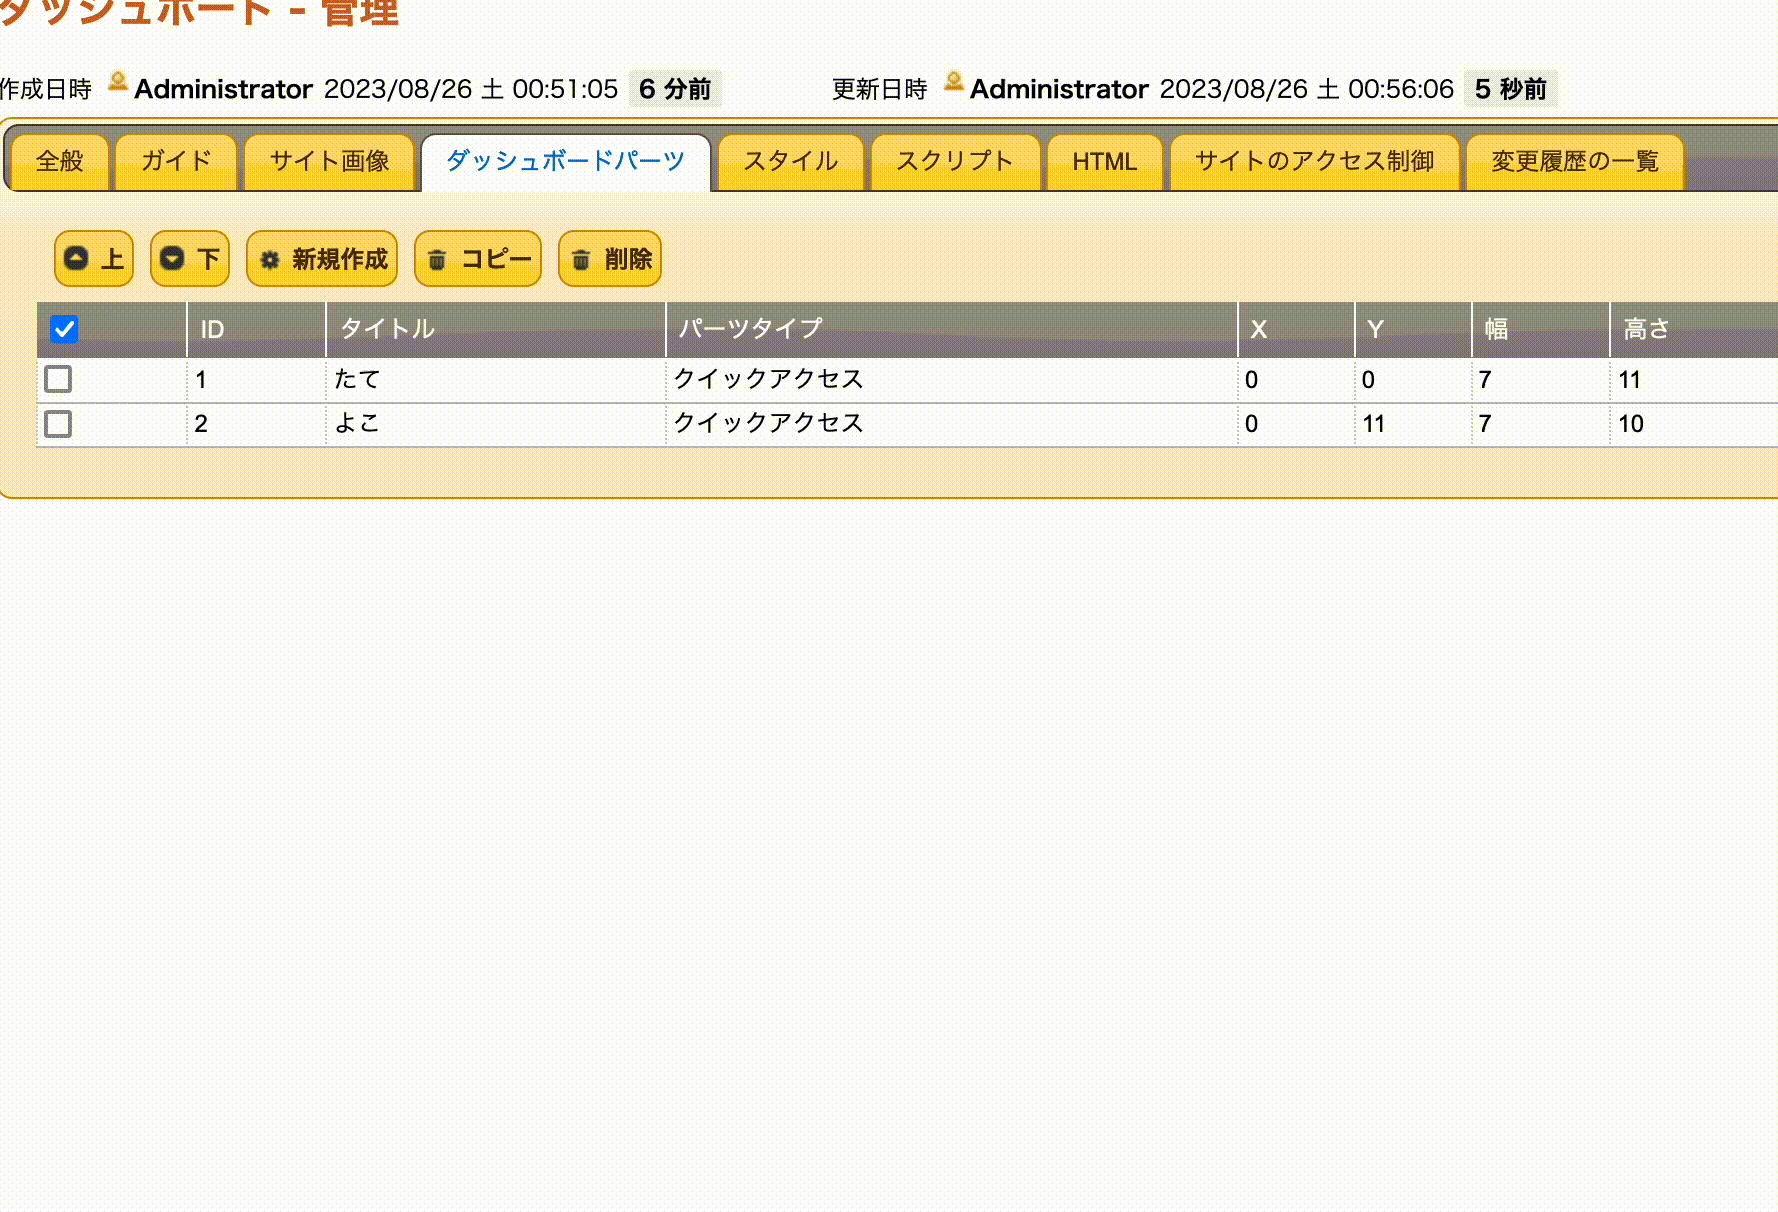 ダッシュボード - 管理
作成日時 Administrator 2023/08/26 土 00:51:05 6 分前 更新日時 Administrator 2023/08/26 土 00:56:06 5 秒前
全般 ガイド サイト画像 ダッシュボードパーツ スタイル スクリプト HTML サイトのアクセス制御 変更履歴の一覧
上 下 新規作成 コピー 削除
ID タイトル パーツタイプ X Y 幅 高さ
1 たて クイックアクセス 0 0 7 11
2 よこ クイックアクセス 0 11 7 10